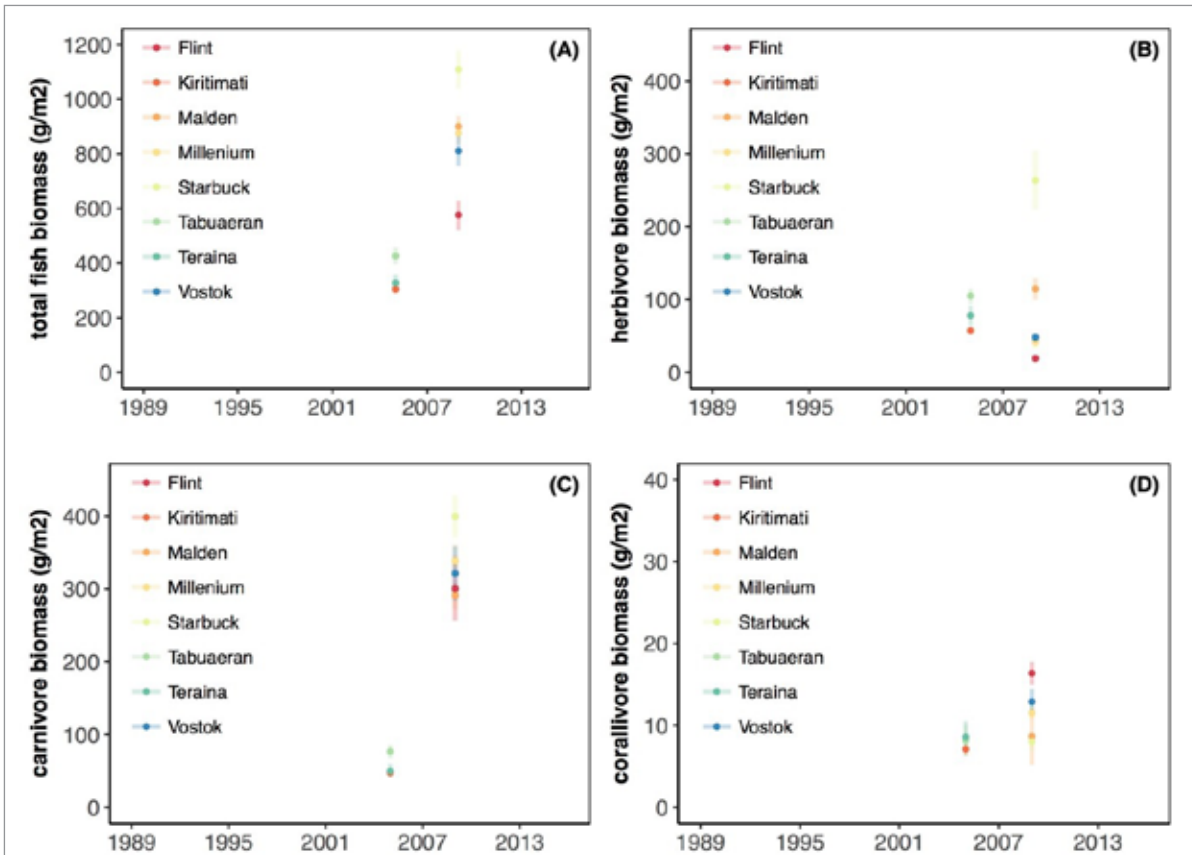 total fish biomass (g/m2)
1200
1000
800
600
400
200
0
(A)
Flint
Kiritimati
Malden
Millenium
Starbuck
Tabuaeran
Teraina
Vostok
1989 1995 2001 2007 2013
herbivore biomass (g/m2)
400
300
200
100
0
(B)
Flint
Kiritimati
Malden
Millenium
Starbuck
Tabuaeran
Teraina
Vostok
1989 1995 2001 2007 2013
carnivore biomass (g/m2)
400
300
200
100
0
(C)
Flint
Kiritimati
Malden
Millenium
Starbuck
Tabuaeran
Teraina
Vostok
1989 1995 2001 2007 2013
corallivore biomass (g/m2)
40
30
20
10
0
(D)
Flint
Kiritimati
Malden
Millenium
Starbuck
Tabuaeran
Teraina
Vostok
1989 1995 2001 2007 2013